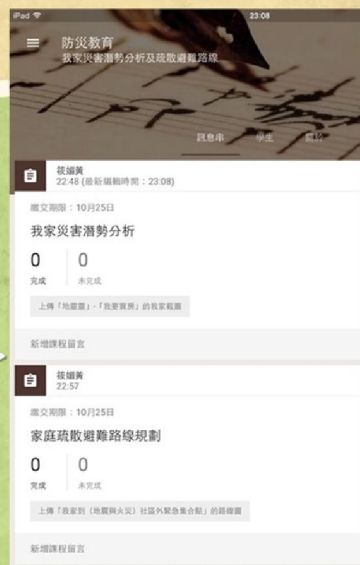 iPad
23:08
防災教育
我家災害潛勢分析及疏散避難路線
訊息串 學生 關於
筱媚黃
22:48 (最新編輯時間：23:08)
繳交期限：10月25日
我家災害潛勢分析
0 0
完成 未完成
上傳「地震靈」-「我要買房」的我家截圖
新增課程留言
筱媚黃
22:57
繳交期限：10月25日
家庭疏散避難路線規劃
0 0
完成 未完成
上傳「我家到（地震與火災）社區外緊急集合點」的路線圖
新增課程留言